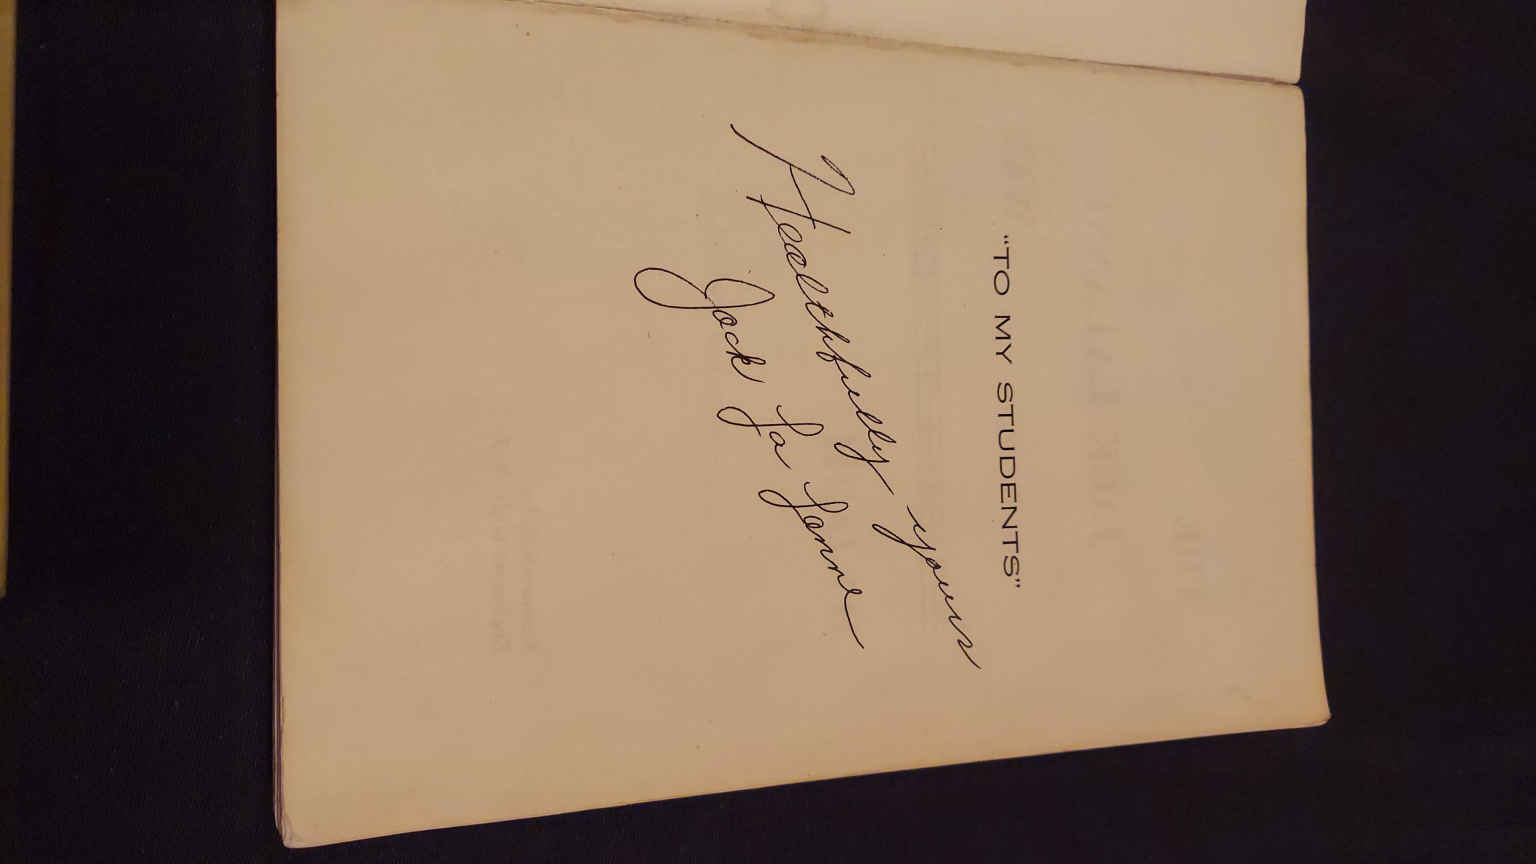 "TO MY STUDENTS"
Healthfully yours
Jack La Lanne